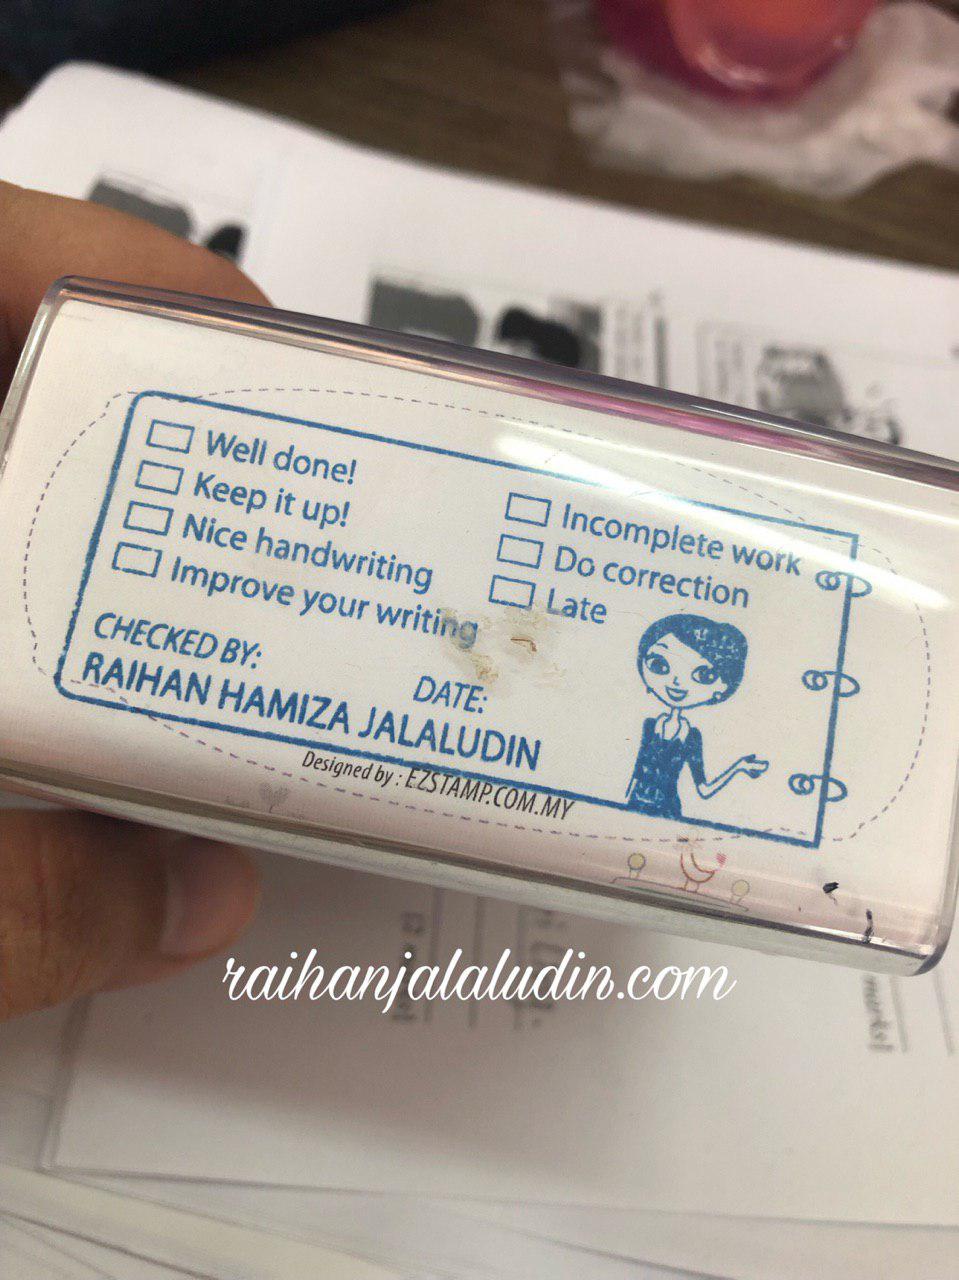 Well done!
Keep it up!
Nice handwriting
Improve your writing
Incomplete work
Do correction
Late
CHECKED BY:
DATE:
RAIHAN HAMIZA JALALUDIN
Designed by : EZSTAMP.COM.MY
raihanjalaludin.com